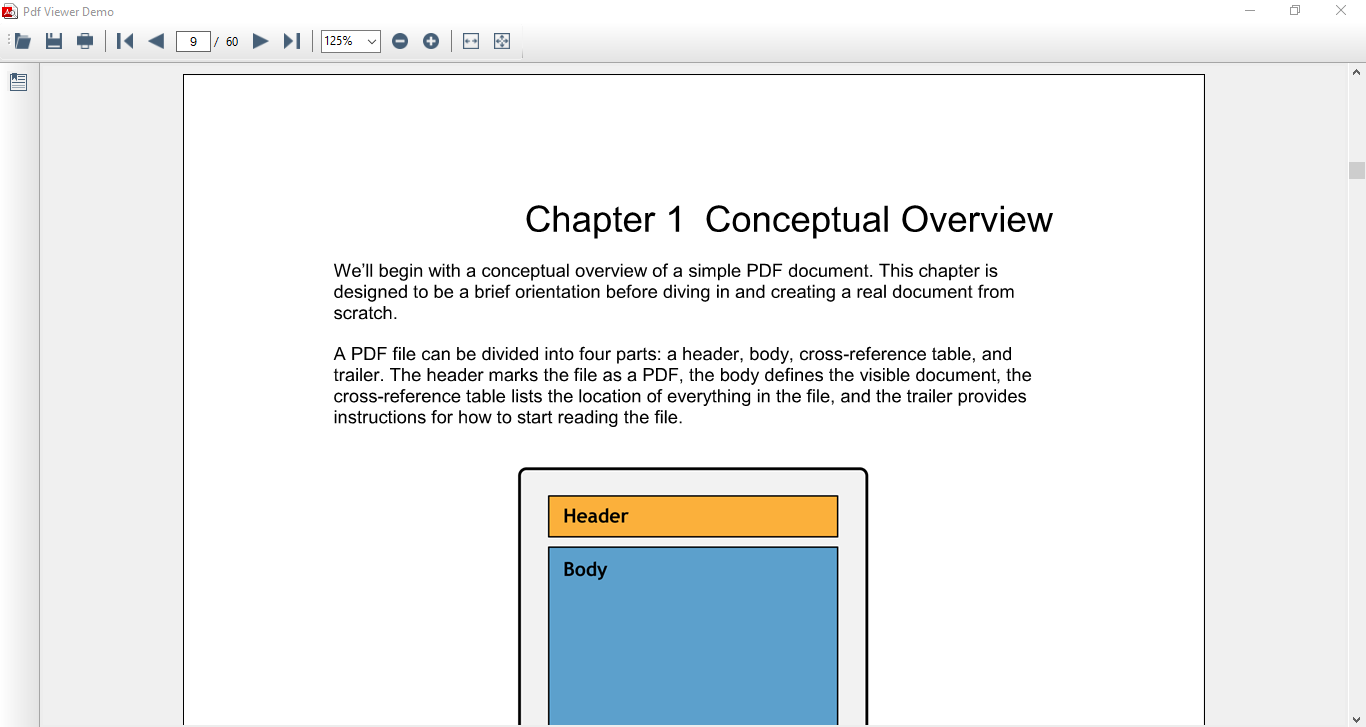 Pdf Viewer Demo
9 / 60 125%
Chapter 1 Conceptual Overview
We'll begin with a conceptual overview of a simple PDF document. This chapter is
designed to be a brief orientation before diving in and creating a real document from
scratch.
A PDF file can be divided into four parts: a header, body, cross-reference table, and
trailer. The header marks the file as a PDF, the body defines the visible document, the
cross-reference table lists the location of everything in the file, and the trailer provides
instructions for how to start reading the file.
Header
Body